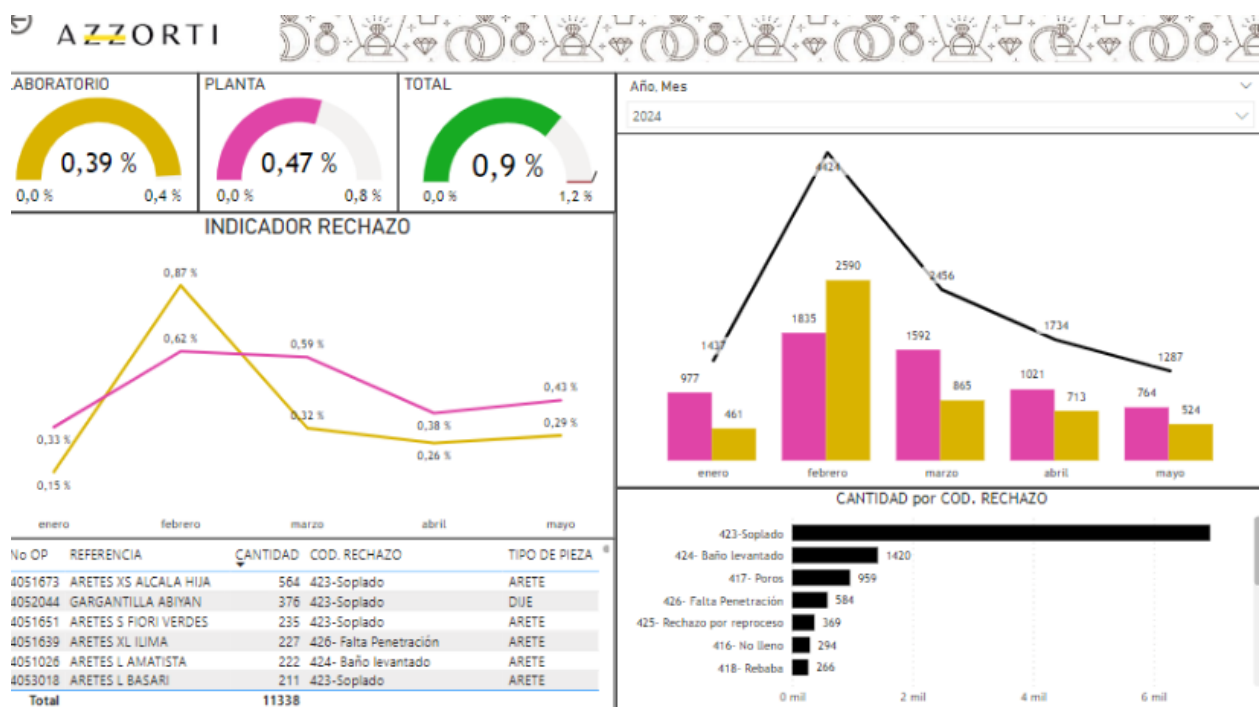 AZZORTI
LABORATORIO
0,39 %
0,0 % 0,4 %
PLANTA
0,47 %
0,0 % 0,8 %
TOTAL
0,9 %
0,0 % 1,2 %
Año, Mes
2024
INDICADOR RECHAZO
0,87 %
0,62 %
0,59 %
0,43 %
0,33 %
0,32 %
0,38 %
0,29 %
0,26 %
0,15 %
enero febrero marzo abril mayo
4424
2590
2456
1835
1734
1592
1437
1287
1021
977
865
764
713
524
461
enero febrero marzo abril mayo
No OP REFERENCIA CANTIDAD COD. RECHAZO TIPO DE PIEZA
4051673 ARETES XS ALCALA HIJA 564 423-Soplado ARETE
4052044 GARGANTILLA ABIYAN 376 423-Soplado DIJE
4051651 ARETES S FIORI VERDES 235 423-Soplado ARETE
4051639 ARETES XL ILIMA 227 426- Falta Penetración ARETE
4051026 ARETES L AMATISTA 222 424- Baño levantado ARETE
4053018 ARETES L BASARI 211 423-Soplado ARETE
Total 11338
CANTIDAD por COD. RECHAZO
423-Soplado
424- Baño levantado 1420
417- Poros 959
426- Falta Penetración 584
425- Rechazo por reproceso 369
416- No lleno 294
418- Rebaba 266
0 mil 2 mil 4 mil 6 mil